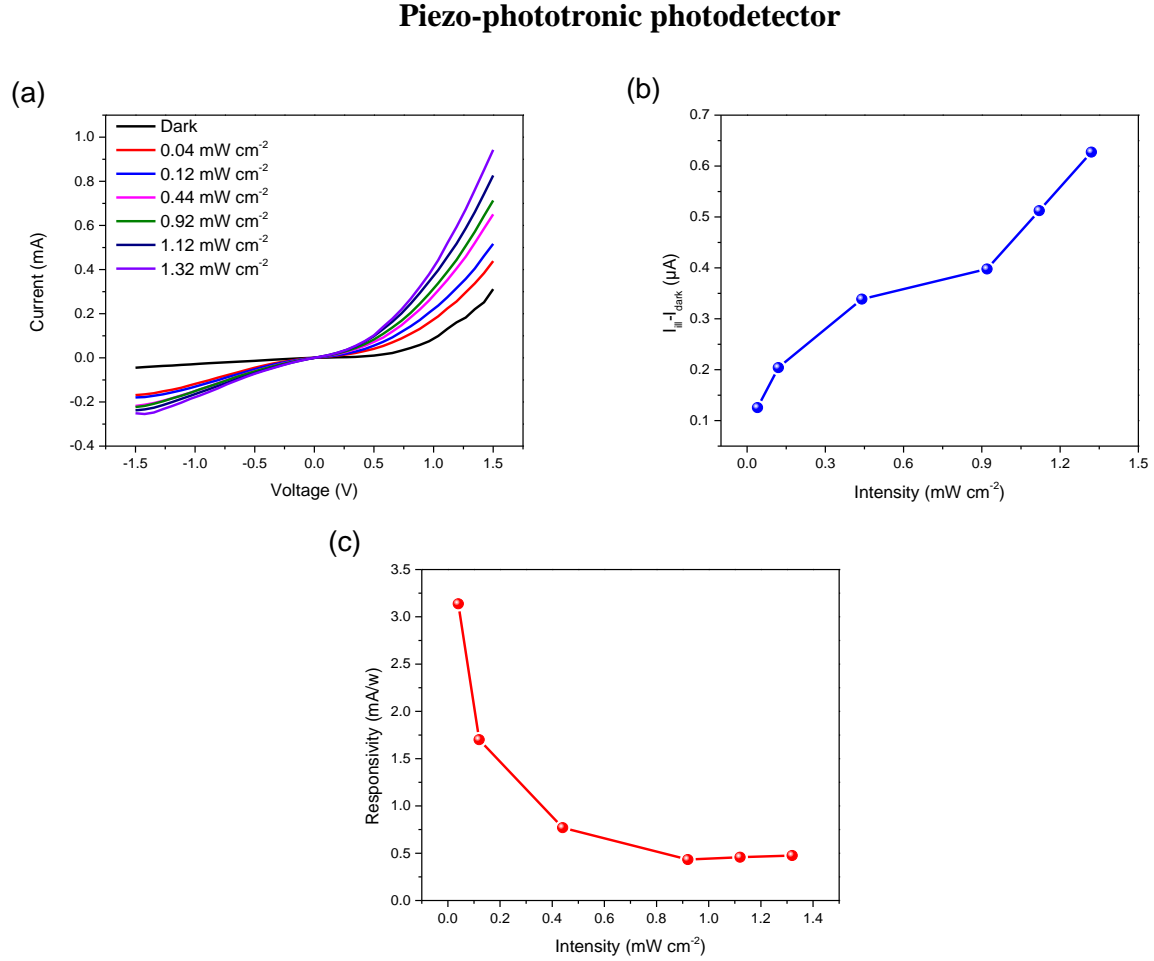 Piezo-phototronic photodetector
(a)
Dark
0.04 mW cm⁻²
0.12 mW cm⁻²
0.44 mW cm⁻²
0.92 mW cm⁻²
1.12 mW cm⁻²
1.32 mW cm⁻²
1.0
0.8
0.6
0.4
0.2
0.0
-0.2
-0.4
Current (mA)
-1.5 -1.0 -0.5 0.0 0.5 1.0 1.5
Voltage (V)
(b)
0.7
0.6
0.5
0.4
0.3
0.2
0.1
I_ill-I_dark (μA)
0.0 0.3 0.6 0.9 1.2 1.5
Intensity (mW cm⁻²)
(c)
3.5
3.0
2.5
2.0
1.5
1.0
0.5
0.0
Responsivity (mA/w)
0.0 0.2 0.4 0.6 0.8 1.0 1.2 1.4
Intensity (mW cm⁻²)